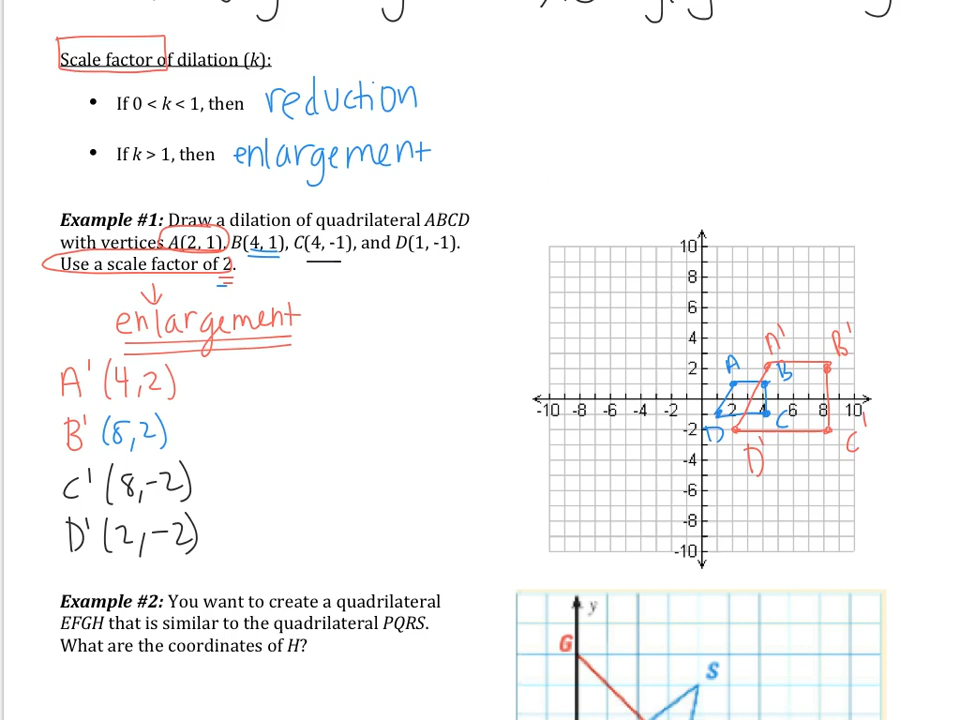 Scale factor of dilation (k):
• If 0 < k < 1, then reduction
• If k > 1, then enlargement
Example #1: Draw a dilation of quadrilateral ABCD
with vertices A(2, 1), B(4, 1), C(4, -1), and D(1, -1).
Use a scale factor of 2.
enlargement
A' (4,2)
B' (8,2)
C' (8,-2)
D' (2,-2)
10
8
6
4 A' B'
2 A B
-10 -8 -6 -4 -2 2 4 6 8 10
-2 D C C'
-4 D'
-6
-8
-10
Example #2: You want to create a quadrilateral
EFGH that is similar to the quadrilateral PQRS.
What are the coordinates of H?
y
G
S